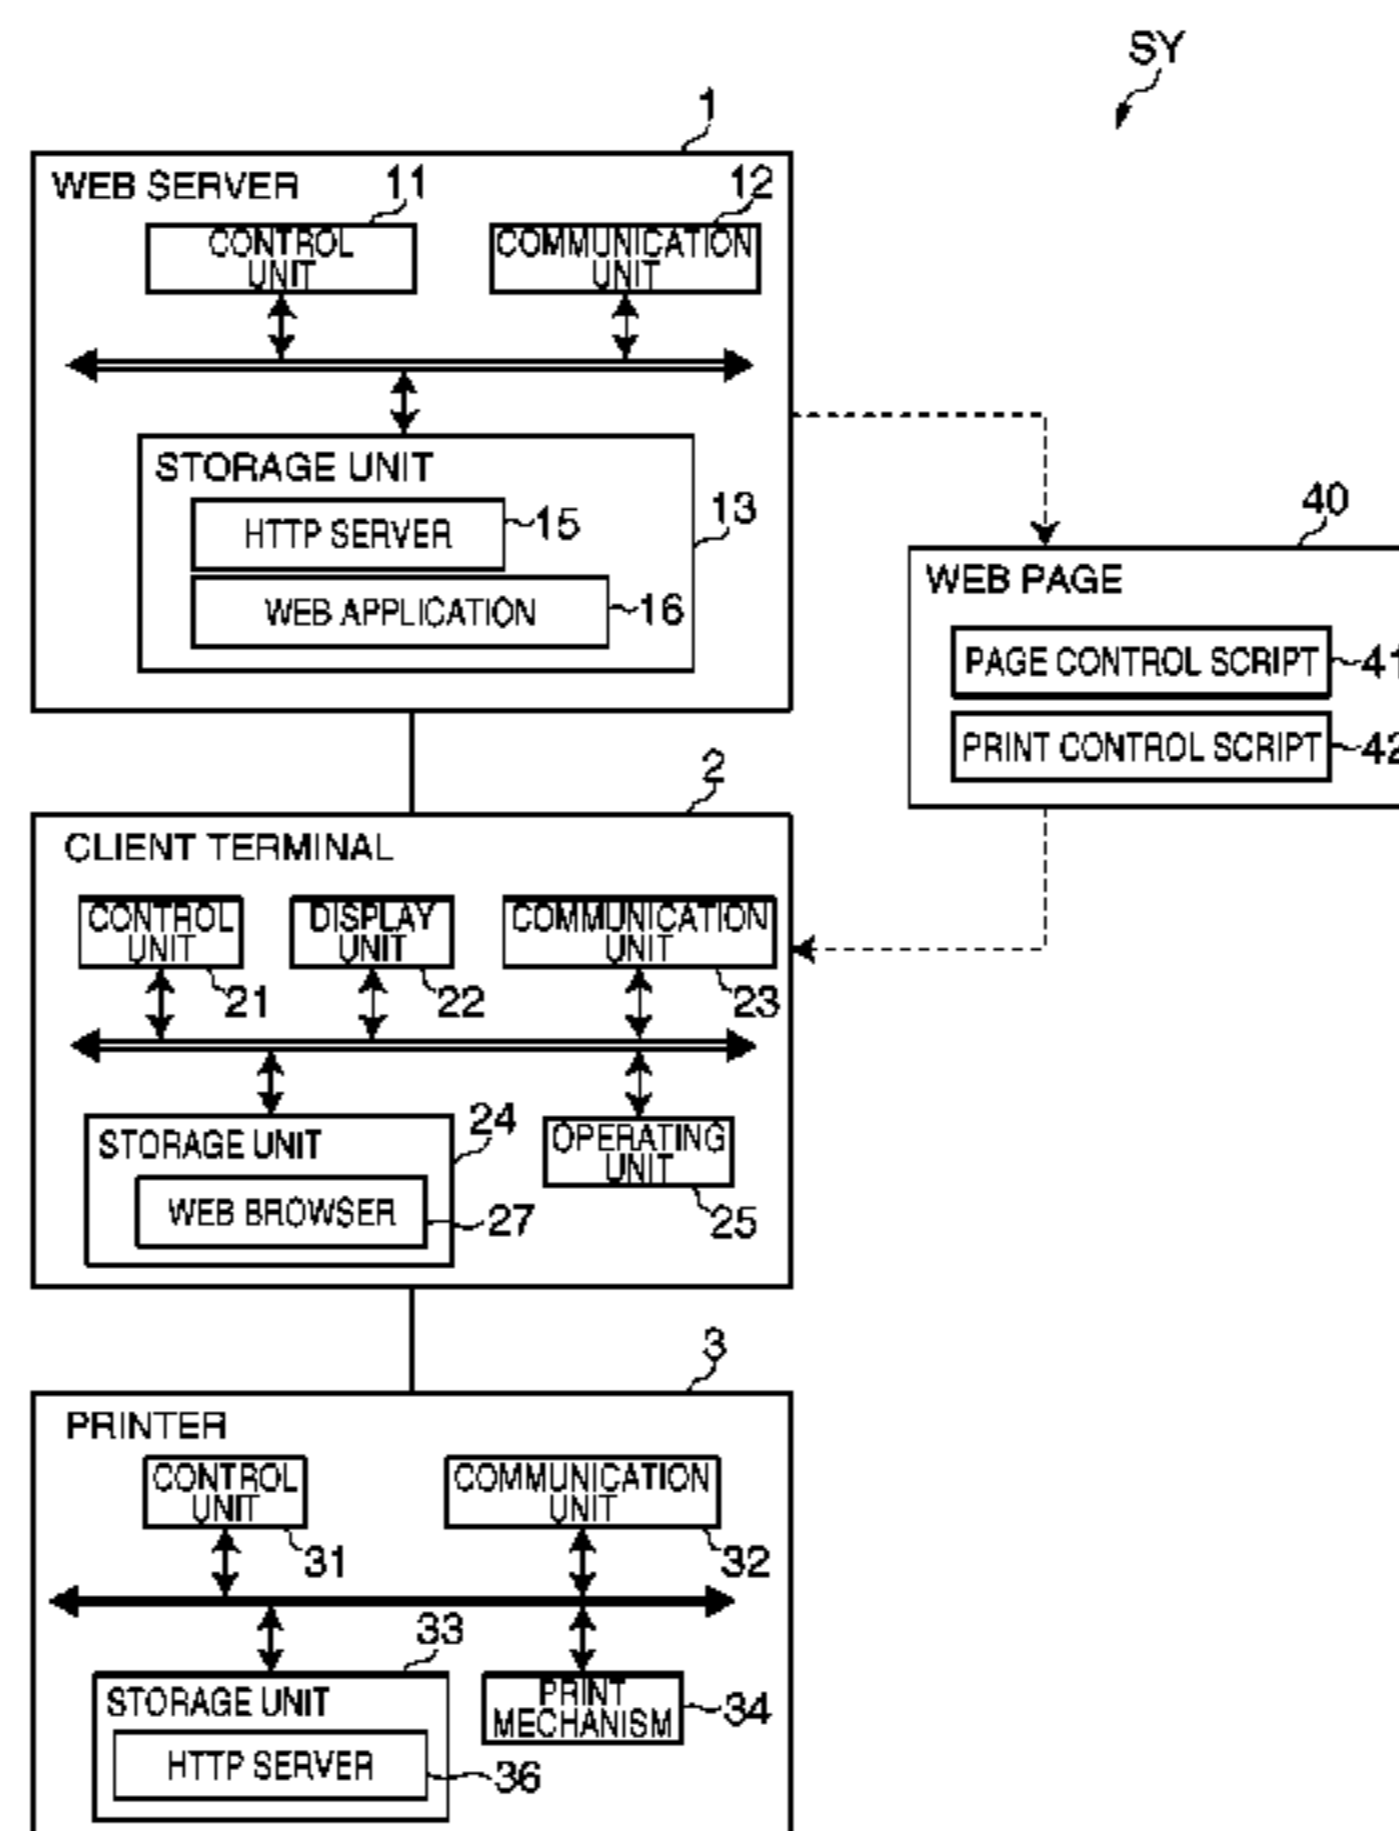 SY
1
WEB SERVER
11
12
CONTROL
UNIT
COMMUNICATION
UNIT
STORAGE UNIT
13
HTTP SERVER
15
WEB APPLICATION
16
40
WEB PAGE
PAGE CONTROL SCRIPT
41
PRINT CONTROL SCRIPT
42
2
CLIENT TERMINAL
CONTROL
UNIT
21
DISPLAY
UNIT
22
COMMUNICATION
UNIT
23
STORAGE UNIT
24
WEB BROWSER
27
OPERATING
UNIT
25
3
PRINTER
CONTROL
UNIT
31
COMMUNICATION
UNIT
32
33
STORAGE UNIT
HTTP SERVER
36
PRINT
MECHANISM
34